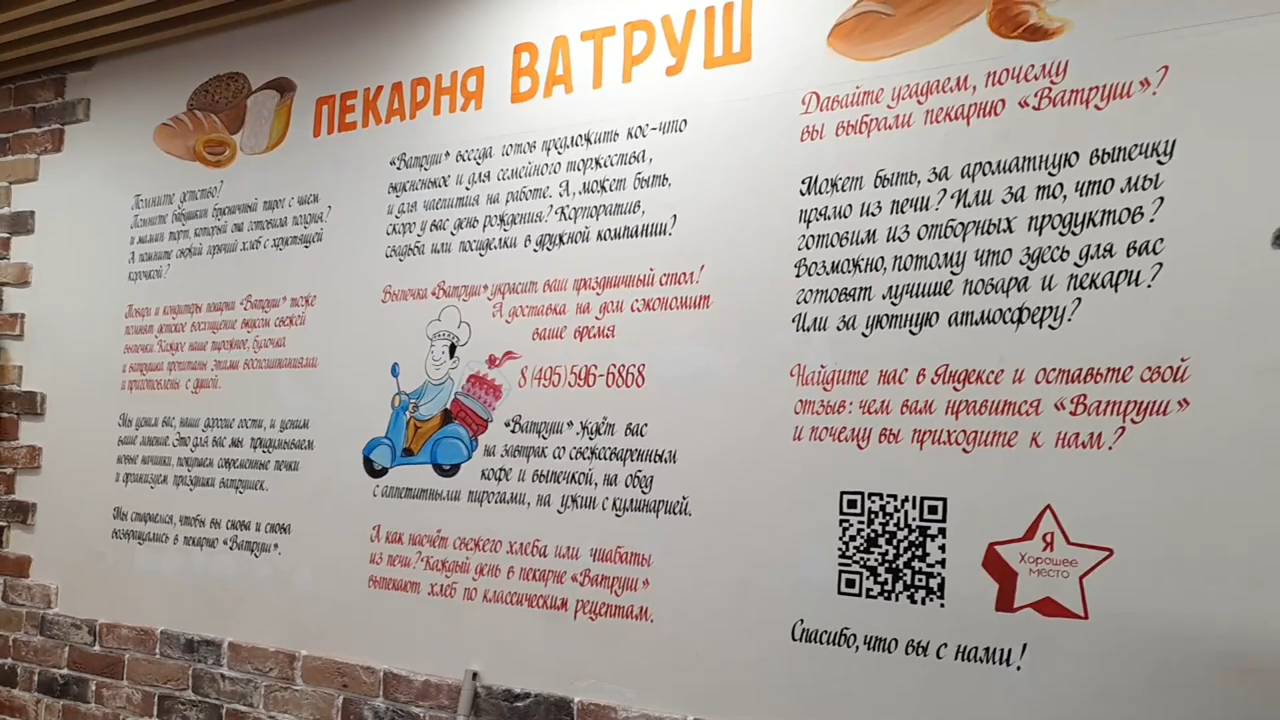 ПЕКАРНЯ ВАТРУШ
Помните детство?
Помните бабушкин брусничный пирог с чаем
и мамин торт, который она готовила полдня?
А помните свежий горячий хлеб с хрустящей
корочкой?
Повара и кондитеры пекарни «Ватруш» тоже
помнят детское восхищение вкусом свежей
выпечки. Каждое наше пирожное, булочка
и ватрушка пропитаны этими воспоминаниями
и приготовлены с душой.
Мы ценим вас, наши дорогие гости, и ценим
ваше мнение. Это для вас мы придумываем
новые начинки, покупаем современные печки
и организуем праздники ватрушек.
Мы стараемся, чтобы вы снова и снова
возвращались в пекарню «Ватруш».
«Ватруш» всегда готов предложить кое-что
вкусненькое и для семейного торжества,
и для чаепития на работе. А, может быть,
скоро у вас день рождения? Корпоратив,
свадьба или посиделки в дружной компании?
Выпечка «Ватруш» украсит ваш праздничный стол!
А доставка на дом сэкономит
ваше время
8(495)596-6868
«Ватруш» ждёт вас
на завтрак со свежесваренным
кофе и выпечкой, на обед
с аппетитными пирогами, на ужин с кулинарией.
А как насчёт свежего хлеба или чиабаты
из печи? Каждый день в пекарне «Ватруш»
выпекают хлеб по классическим рецептам.
Давайте угадаем, почему
вы выбрали пекарню «Ватруш»?
Может быть, за ароматную выпечку
прямо из печи? Или за то, что мы
готовим из отборных продуктов?
Возможно, потому что здесь для вас
готовят лучшие повара и пекари?
Или за уютную атмосферу?
Найдите нас в Яндексе и оставьте свой
отзыв: чем вам нравится «Ватруш»
и почему вы приходите к нам?
Я
Хорошее
место
Спасибо, что вы с нами!